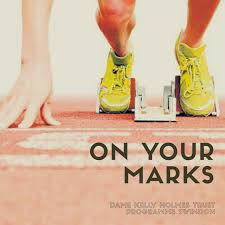 ON YOUR
MARKS
DAME KELLY HOLMES TRUST
PROGRAMME SWINDON